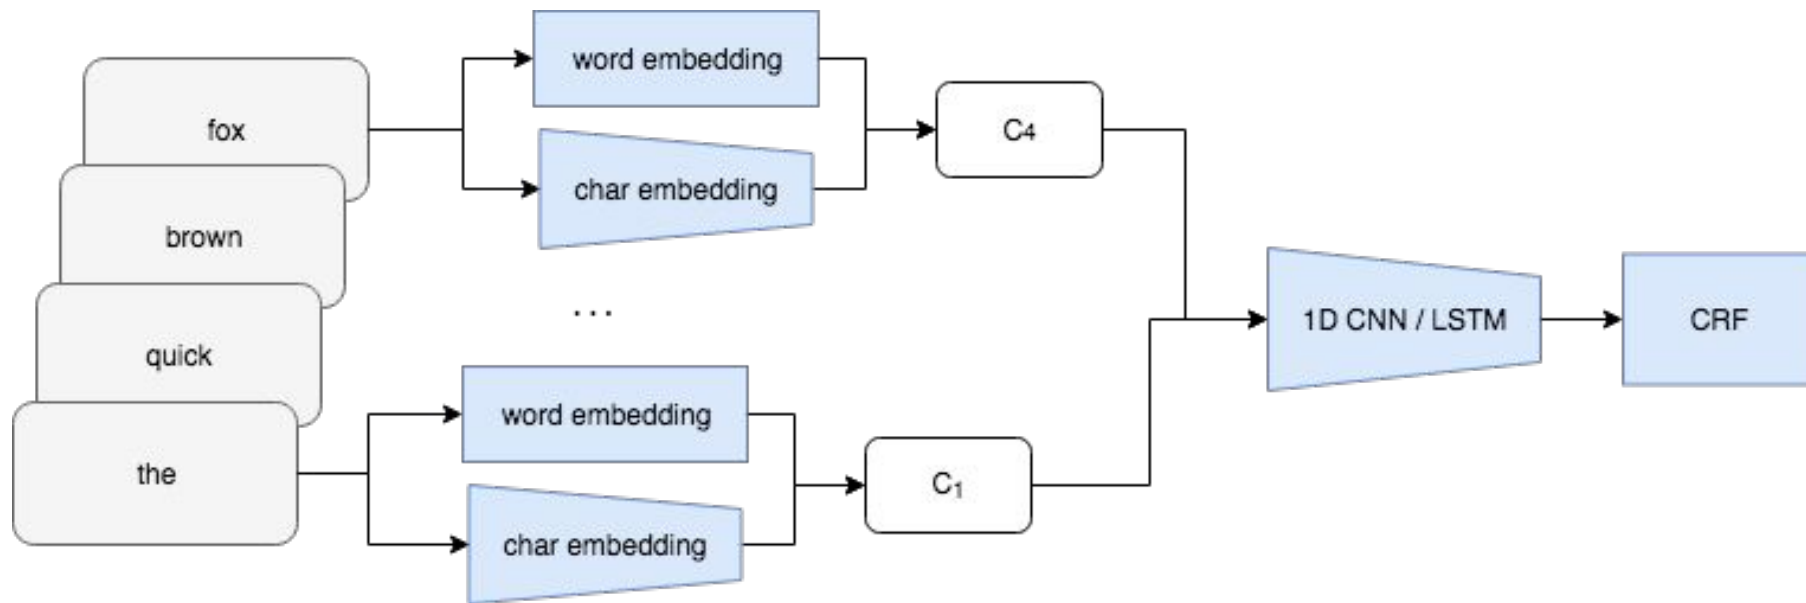 fox
brown
quick
the
word embedding
char embedding
C4
...
word embedding
char embedding
C₁
1D CNN / LSTM
CRF